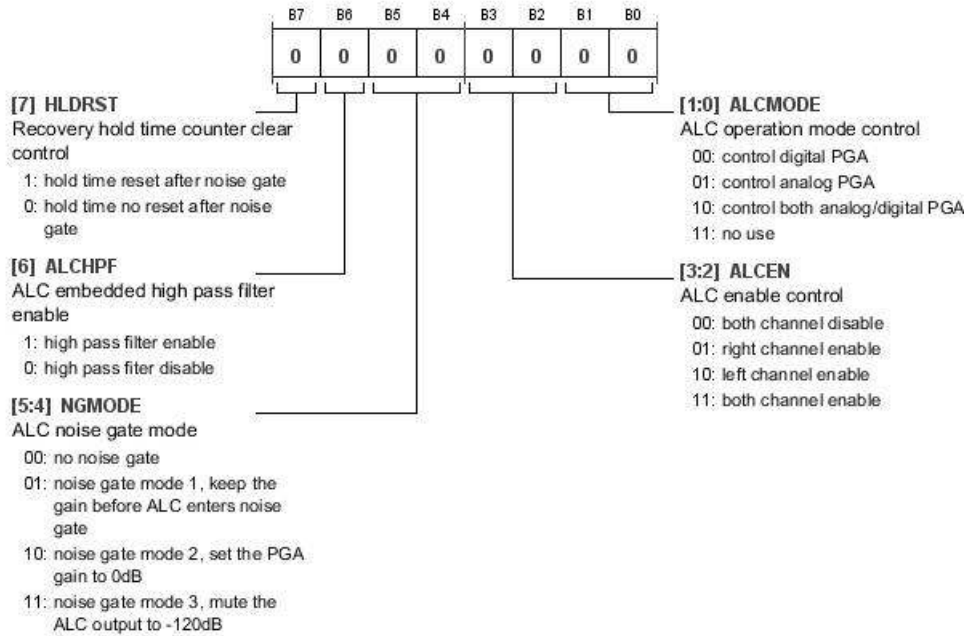 B7 B6 B5 B4 B3 B2 B1 B0
0 0 0 0 0 0 0 0
[7] HLDRST
Recovery hold time counter clear
control
1: hold time reset after noise gate
0: hold time no reset after noise
gate
[6] ALCHPF
ALC embedded high pass filter
enable
1: high pass filter enable
0: high pass fiter disable
[5:4] NGMODE
ALC noise gate mode
00: no noise gate
01: noise gate mode 1, keep the
gain before ALC enters noise
gate
10: noise gate mode 2, set the PGA
gain to 0dB
11: noise gate mode 3, mute the
ALC output to -120dB
[1:0] ALCMODE
ALC operation mode control
00: control digital PGA
01: control analog PGA
10: control both analog/digital PGA
11: no use
[3:2] ALCEN
ALC enable control
00: both channel disable
01: right channel enable
10: left channel enable
11: both channel enable